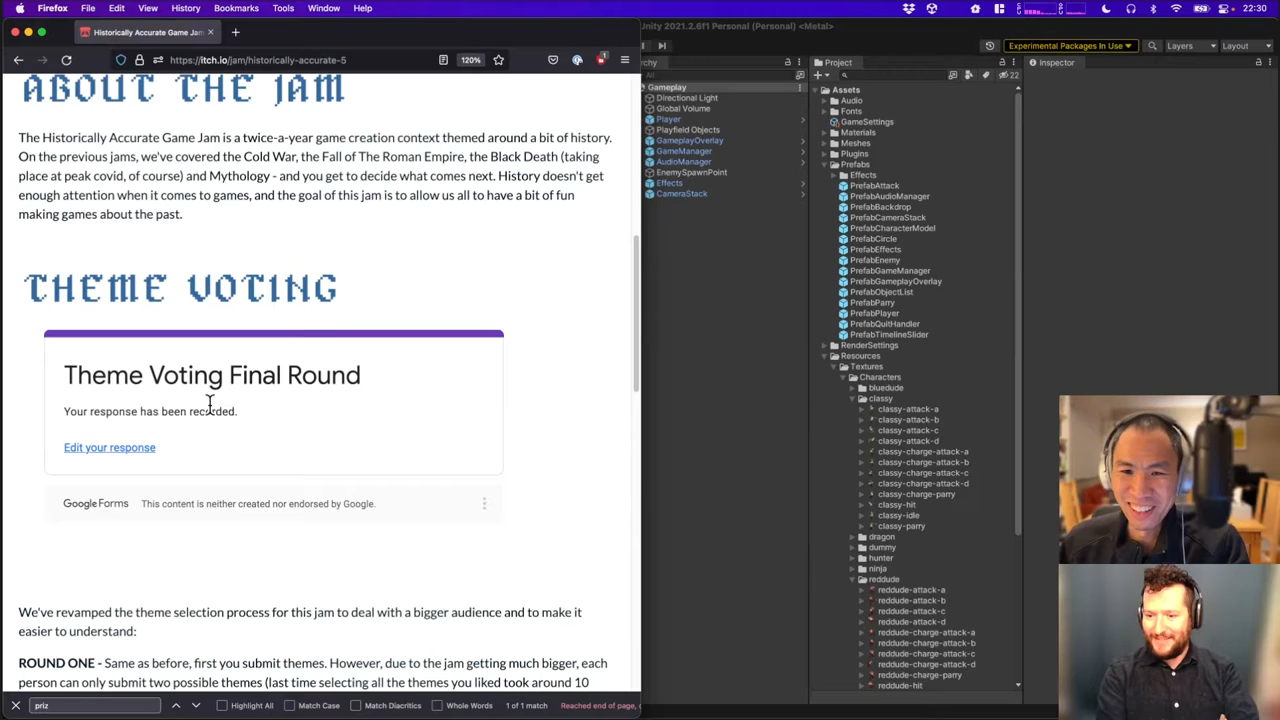 Firefox File Edit View History Bookmarks Tools Window Help
22:30
Historically Accurate Game Jam
https://itch.io/jam/historically-accurate-5
120%
ABOUT THE JAM
The Historically Accurate Game Jam is a twice-a-year game creation context themed around a bit of history.
On the previous jams, we've covered the Cold War, the Fall of The Roman Empire, the Black Death (taking
place at peak covid, of course) and Mythology - and you get to decide what comes next. History doesn't get
enough attention when it comes to games, and the goal of this jam is to allow us all to have a bit of fun
making games about the past.
THEME VOTING
Theme Voting Final Round
Your response has been recorded.
Edit your response
Google Forms This content is neither created nor endorsed by Google.
We've revamped the theme selection process for this jam to deal with a bigger audience and to make it
easier to understand:
ROUND ONE - Same as before, first you submit themes. However, due to the jam getting much bigger, each
person can only submit two possible themes (last time selecting all the themes you liked took around 10
priz
Highlight All Match Case Match Diacritics Whole Words 1 of 1 match Reached end of page,
Unity 2021.2.6f1 Personal (Personal) <Metal>
Experimental Packages In Use
Layers
Layout
All
Gameplay
Directional Light
Global Volume
Player
Playfield Objects
GameplayOverlay
GameManager
AudioManager
EnemySpawnPoint
Effects
CameraStack
Project
22
Assets
Audio
Fonts
GameSettings
Materials
Meshes
Plugins
Prefabs
Effects
PrefabAttack
PrefabAudioManager
PrefabBackdrop
PrefabCameraStack
PrefabCharacterModel
PrefabCircle
PrefabEffects
PrefabEnemy
PrefabGameManager
PrefabGameplayOverlay
PrefabObjectList
PrefabParry
PrefabPlayer
PrefabQuitHandler
PrefabTimelineSlider
RenderSettings
Resources
Textures
Characters
bluedude
classy
classy-attack-a
classy-attack-b
classy-attack-c
classy-attack-d
classy-charge-attack-a
classy-charge-attack-b
classy-charge-attack-c
classy-charge-attack-d
classy-charge-parry
classy-hit
classy-idle
classy-parry
dragon
dummy
hunter
ninja
reddude
reddude-attack-a
reddude-attack-b
reddude-attack-c
reddude-attack-d
reddude-charge-attack-a
reddude-charge-attack-b
reddude-charge-attack-c
reddude-charge-attack-d
reddude-charge-parry
reddude-hit
Inspector